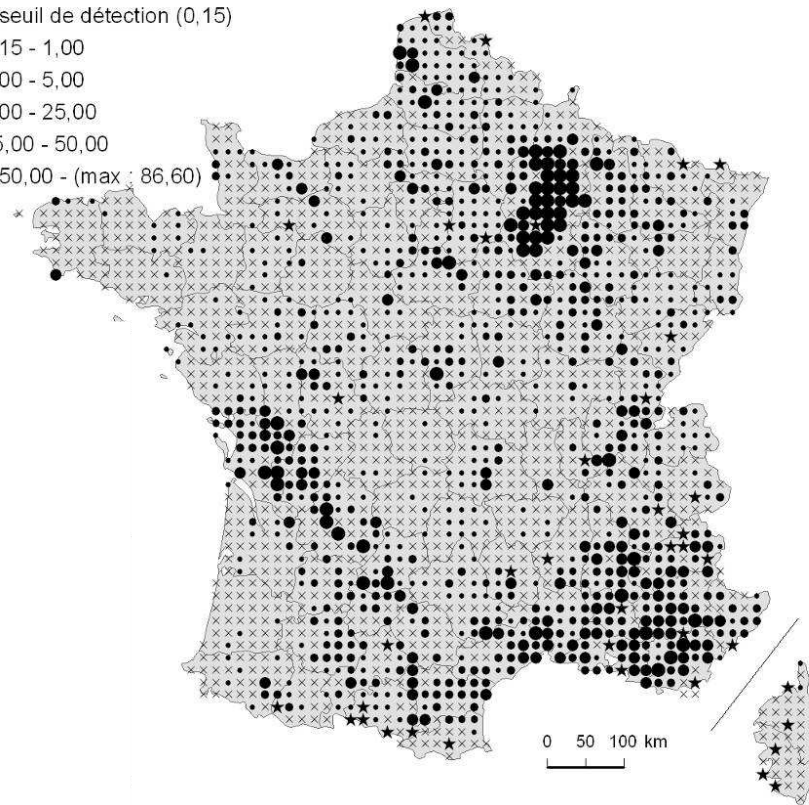 seuil de détection (0,15)
15 - 1,00
00 - 5,00
00 - 25,00
5,00 - 50,00
50,00 - (max : 86,60)
0 50 100 km